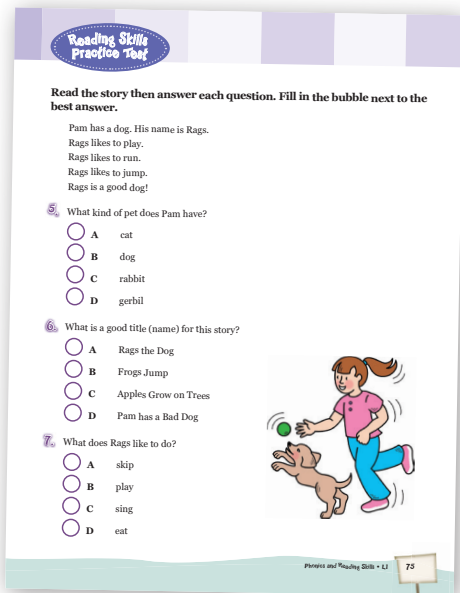 Reading Skills
Practice Test
Read the story then answer each question. Fill in the bubble next to the
best answer.
Pam has a dog. His name is Rags.
Rags likes to play.
Rags likes to run.
Rags likes to jump.
Rags is a good dog!
5. What kind of pet does Pam have?
A cat
B dog
C rabbit
D gerbil
6. What is a good title (name) for this story?
A Rags the Dog
B Frogs Jump
C Apples Grow on Trees
D Pam has a Bad Dog
7. What does Rags like to do?
A skip
B play
C sing
D eat
Phonics and Reading Skills • L1 75